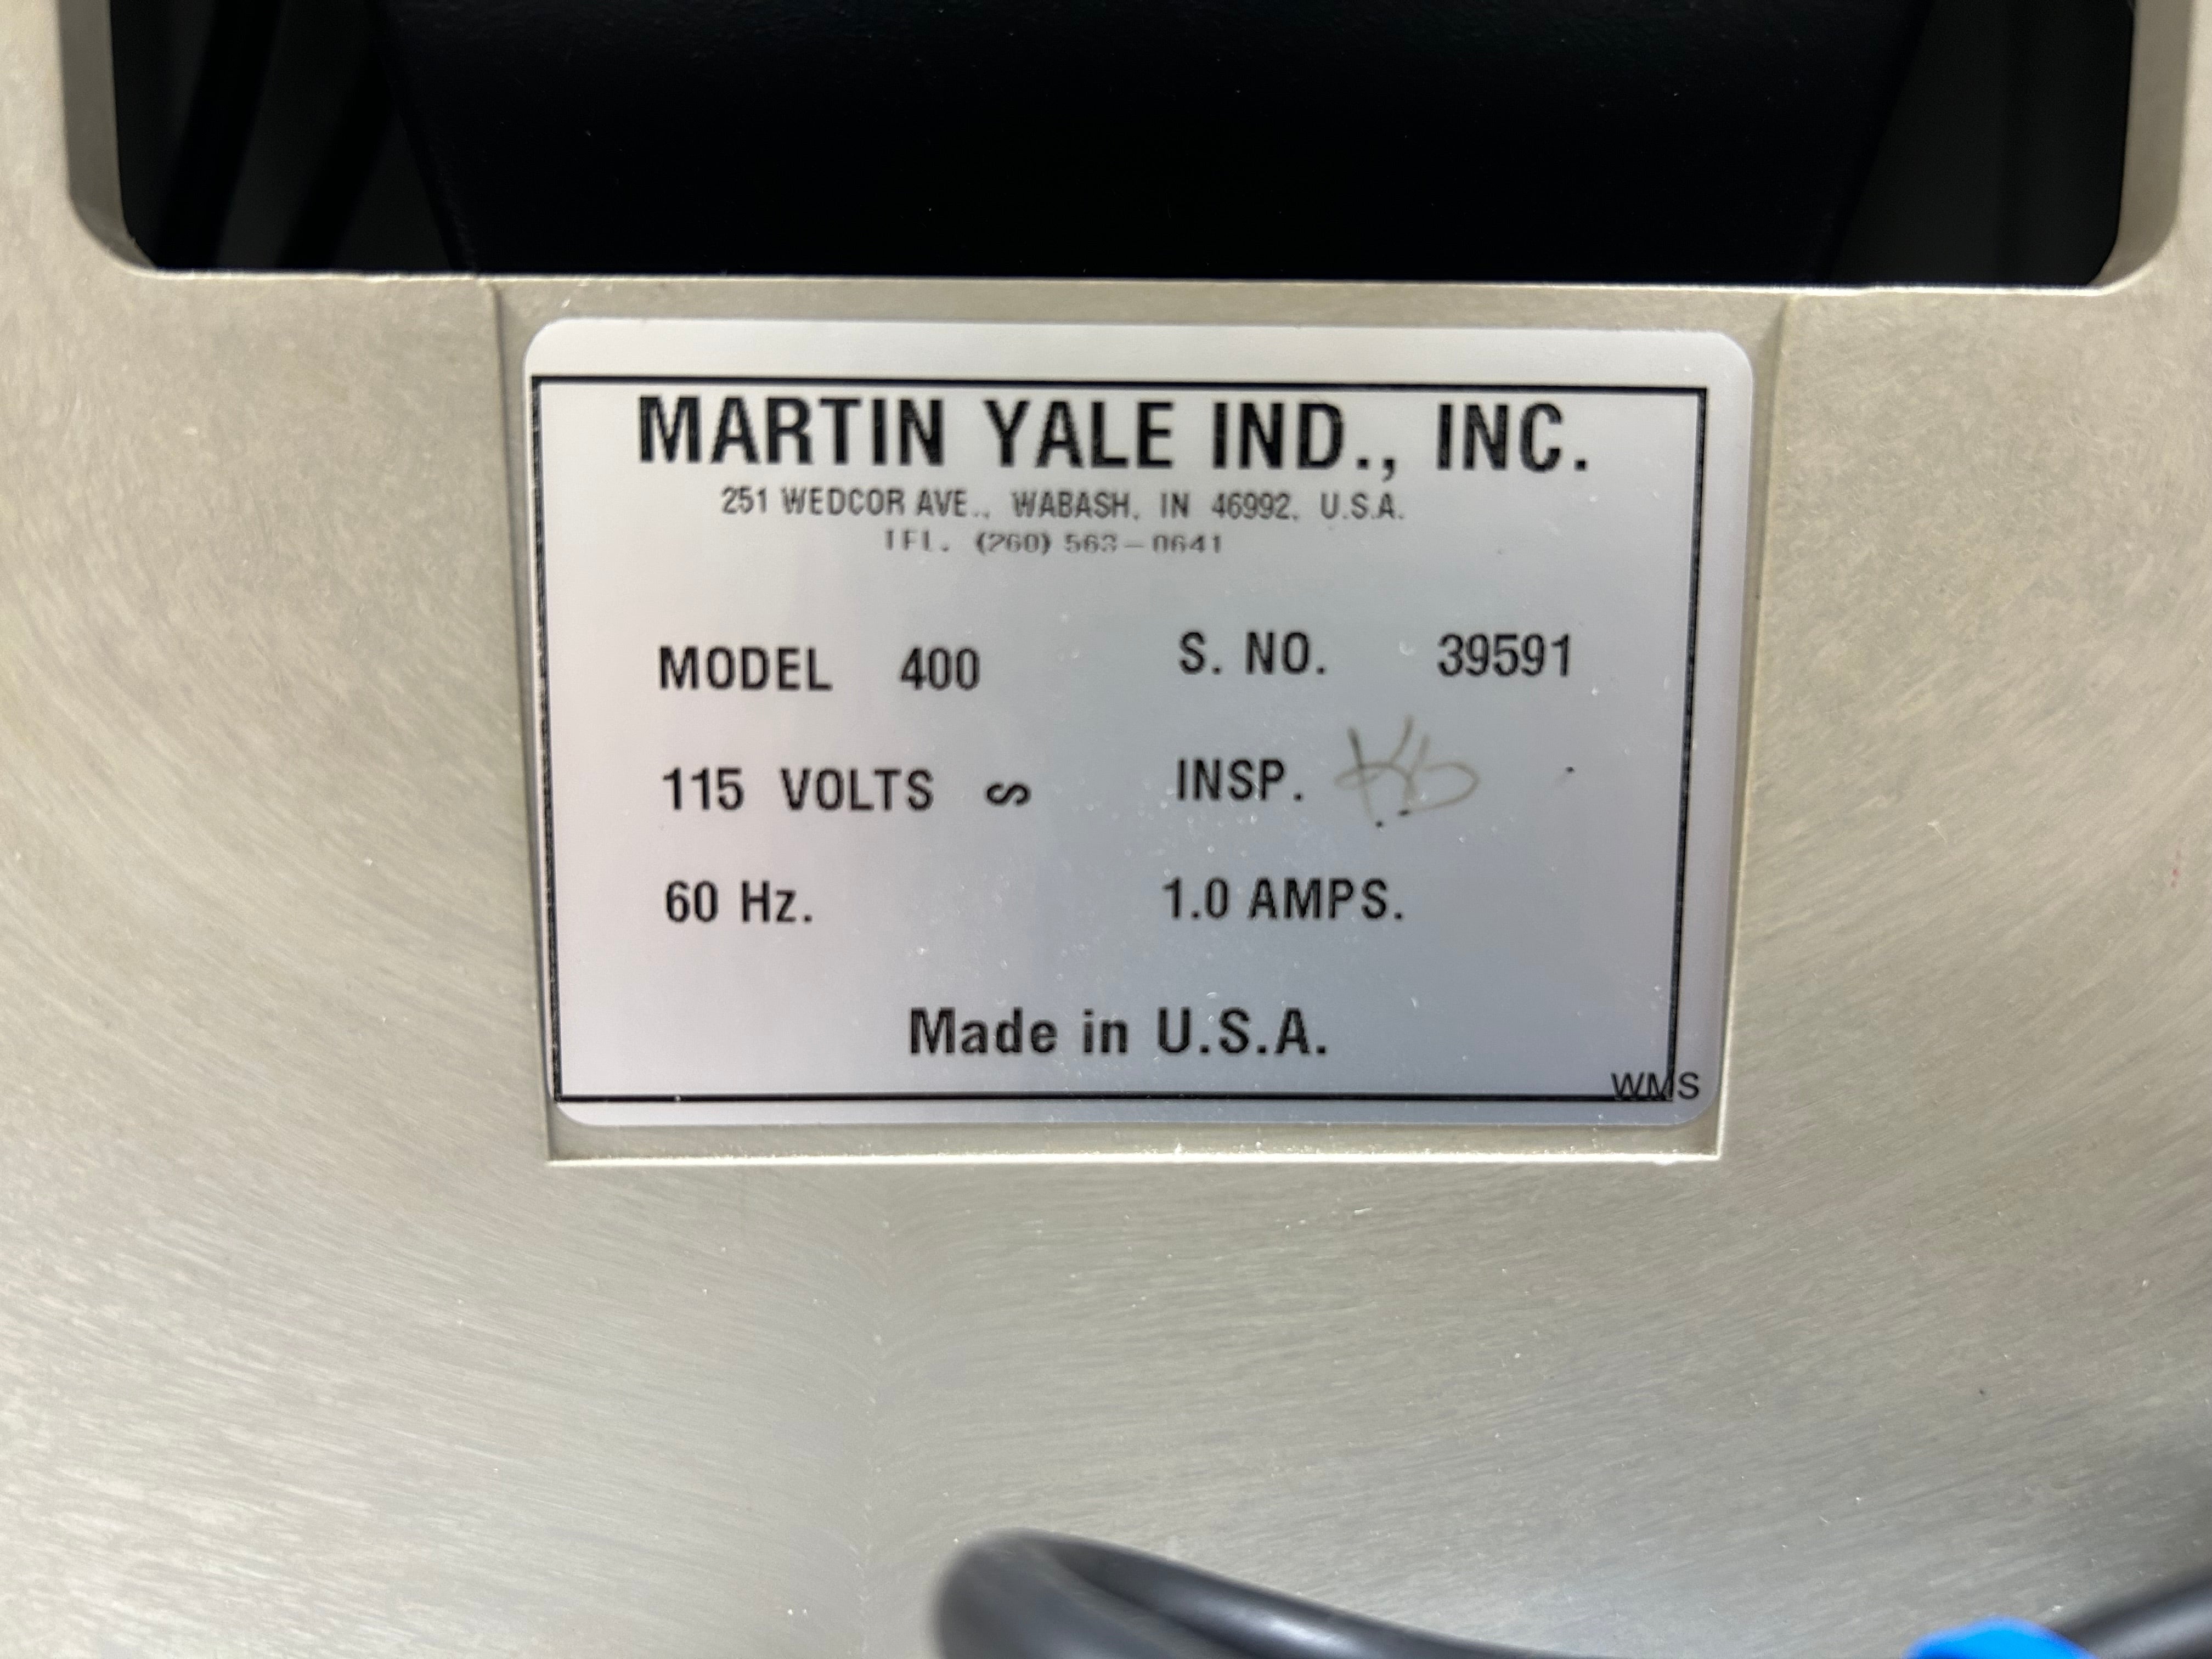 MARTIN YALE IND., INC.
251 WEDCOR AVE., WABASH, IN 46992, U.S.A.
TEL. (260) 563-0641
MODEL 400 S. NO. 39591
115 VOLTS ∽ INSP.
60 Hz. 1.0 AMPS.
Made in U.S.A.
WMS